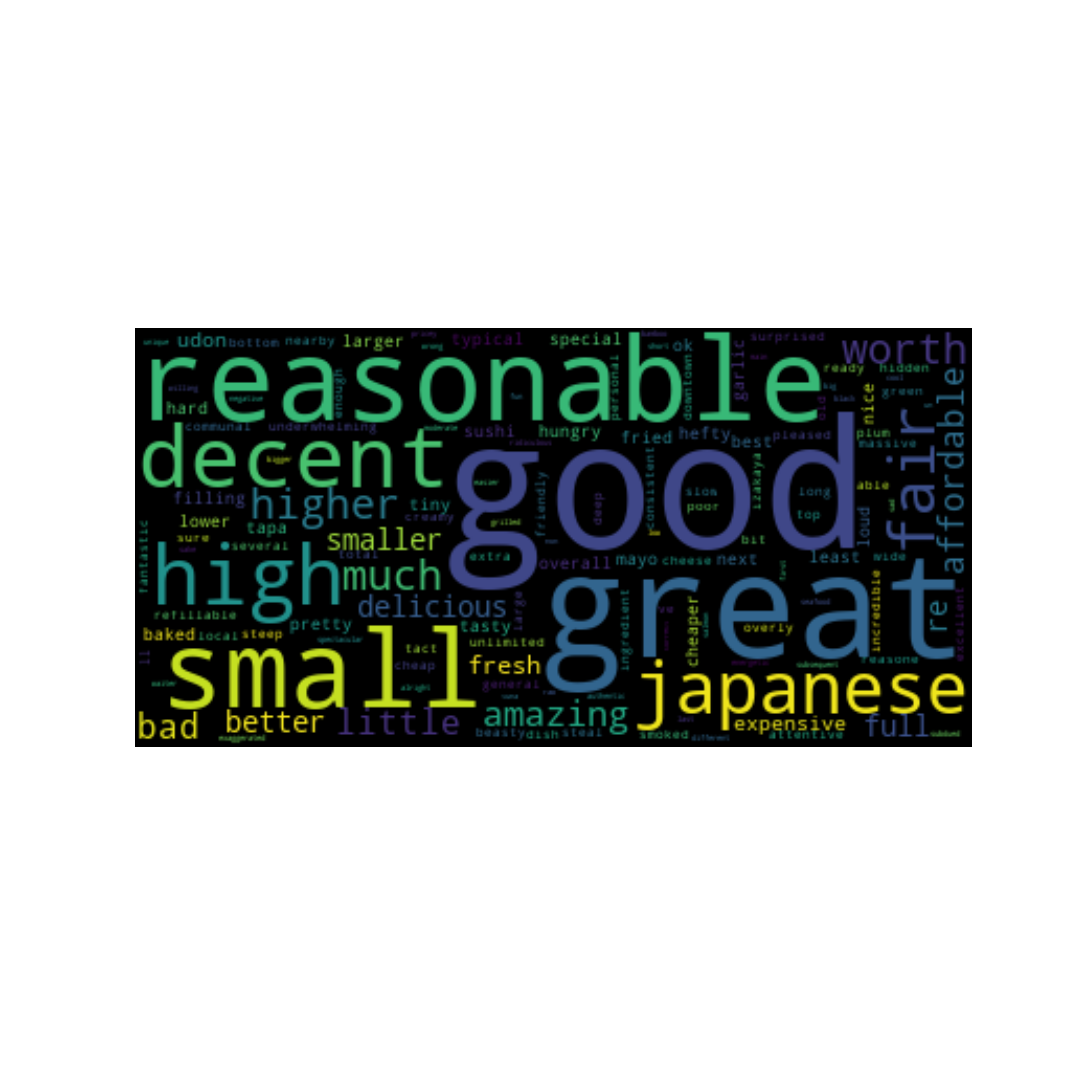 unique udon bottom nearby larger typical special ok surprised worth
reasonable
ready hidden
hard enough personal downtown garlic old nice green
communal underwhelming moderate sushi hungry fried hefty best pleased plum massive
decent
good
fair
affordable
filling higher tiny creamy friendly deep consistent slow poor izakaya long top able loud
lower tapa sure several smaller grilled bit
fantastic high total much extra overall mayo cheese next least wide
great
refillable delicious large ingredient cheaper incredible re excellent
baked local steep pretty tasty overly
small
spectacular tact unlimited reasone
ll cheap fresh subsequent
alright general japanese
bad better little amazing authentic expensive full
exaggerated beasty dish steal smoked different attentive subdued